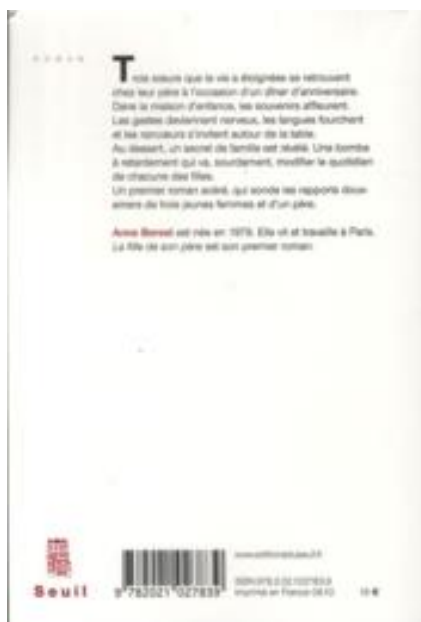 Trois sœurs que la vie a éloignées se retrouvent
chez leur père à l'occasion d'un dîner d'anniversaire.
Dans la maison d'enfance, les souvenirs affleurent.
Les gestes deviennent nerveux, les langues fourchent
et les rancœurs s'invitent autour de la table.
Au dessert, un secret de famille est révélé. Une bombe
à retardement qui va, sourdement, modifier le quotidien
de chacune des filles.
Un premier roman acéré, qui sonde les rapports doux-
amers de trois jeunes femmes et d'un père.
Anne Berest est née en 1979. Elle vit et travaille à Paris.
La fille de son père est son premier roman.
Seuil
9 782021 027839
Imprimé en France